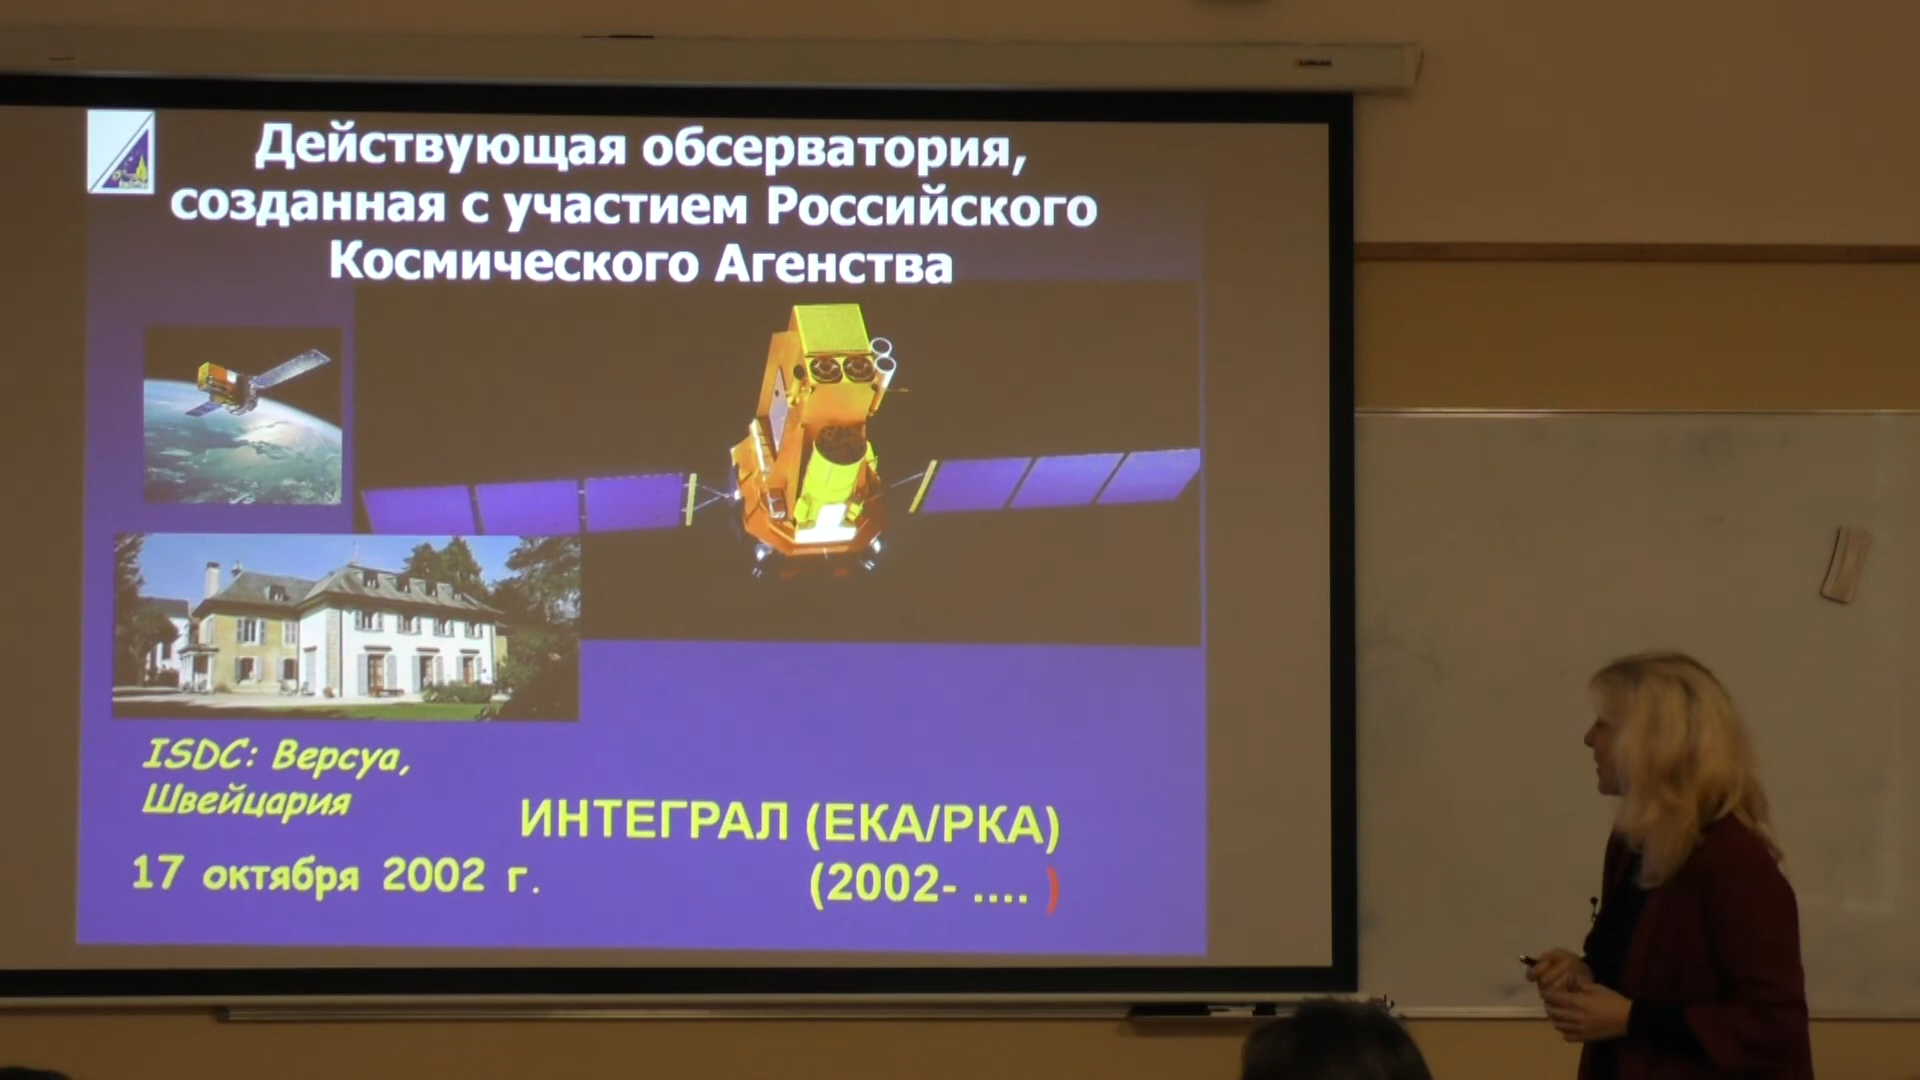 Действующая обсерватория,
созданная с участием Российского
Космического Агенства
ISDC: Версуа,
Швейцария
ИНТЕГРАЛ (ЕКА/РКА)
17 октября 2002 г.
(2002- .... )